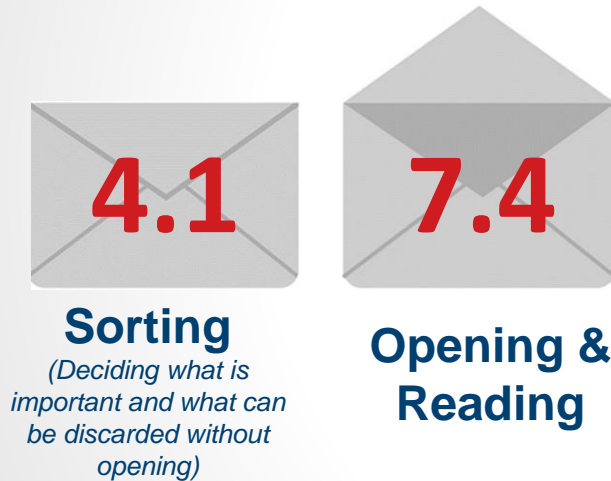 4.1
Sorting
(Deciding what is
important and what can
be discarded without
opening)
7.4
Opening &
Reading